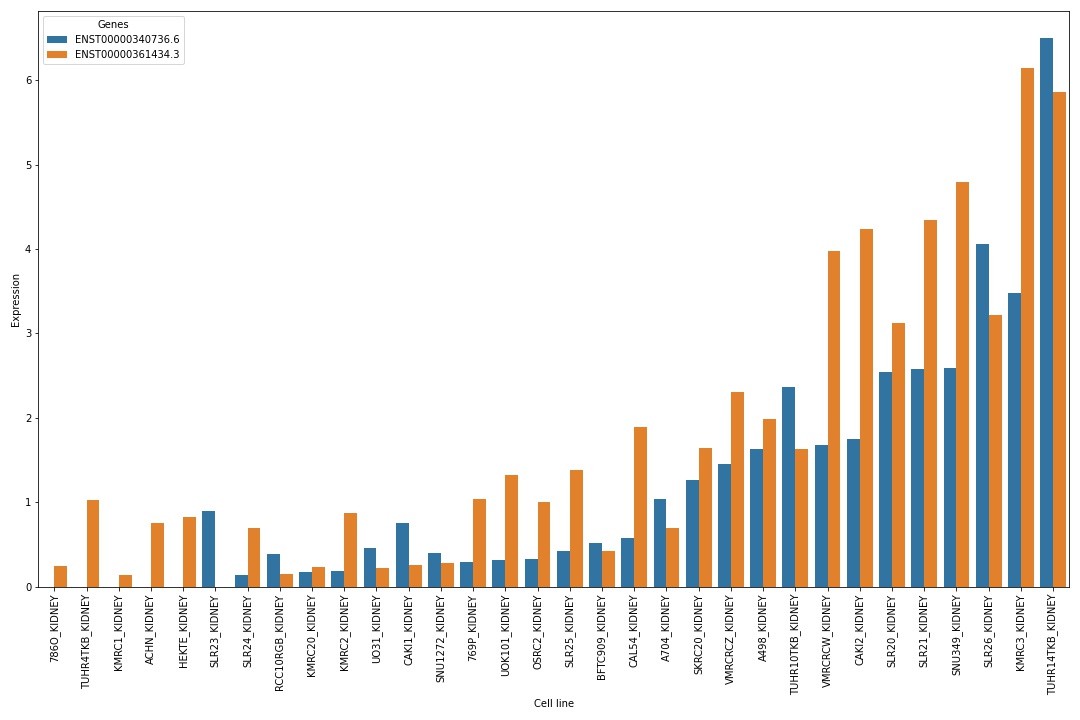 Genes
ENST00000340736.6
ENST00000361434.3
Expression
6
5
4
3
2
1
0
786O_KIDNEY
TUHR4TKB_KIDNEY
KMRC1_KIDNEY
ACHN_KIDNEY
HEKTE_KIDNEY
SLR23_KIDNEY
SLR24_KIDNEY
RCC10RGB_KIDNEY
KMRC20_KIDNEY
KMRC2_KIDNEY
UO31_KIDNEY
CAKI1_KIDNEY
SNU1272_KIDNEY
769P_KIDNEY
UOK101_KIDNEY
OSRC2_KIDNEY
SLR25_KIDNEY
BFTC909_KIDNEY
CAL54_KIDNEY
A704_KIDNEY
SKRC20_KIDNEY
VMRCRCZ_KIDNEY
A498_KIDNEY
TUHR10TKB_KIDNEY
VMRCRCW_KIDNEY
CAKI2_KIDNEY
SLR20_KIDNEY
SLR21_KIDNEY
SNU349_KIDNEY
SLR26_KIDNEY
KMRC3_KIDNEY
TUHR14TKB_KIDNEY
Cell line